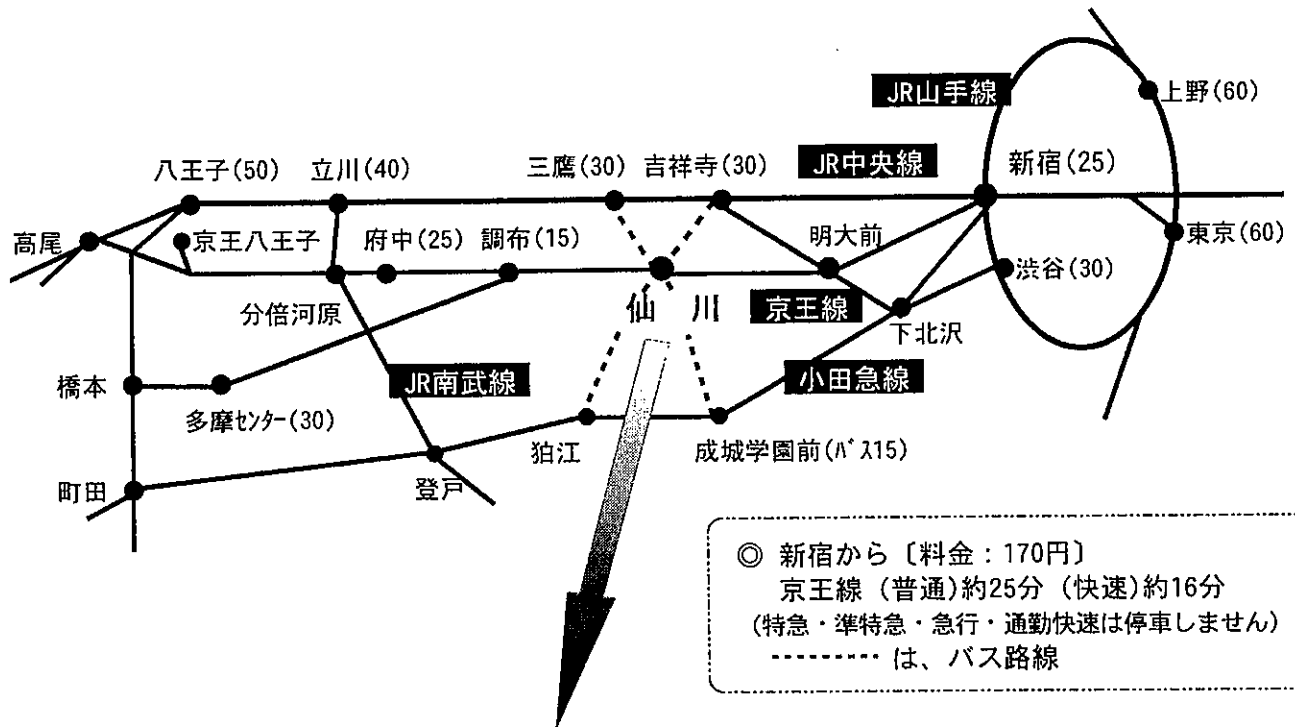 JR山手線
上野(60)
八王子(50)
立川(40)
三鷹(30)
吉祥寺(30)
JR中央線
新宿(25)
高尾
京王八王子
府中(25)
調布(15)
明大前
東京(60)
渋谷(30)
分倍河原
仙川
京王線
下北沢
橋本
多摩ｾﾝﾀｰ(30)
JR南武線
小田急線
町田
登戸
狛江
成城学園前(ﾊﾞｽ15)
◎ 新宿から〔料金：170円〕
京王線 (普通)約25分 (快速)約16分
(特急・準特急・急行・通勤快速は停車しません)
は、バス路線